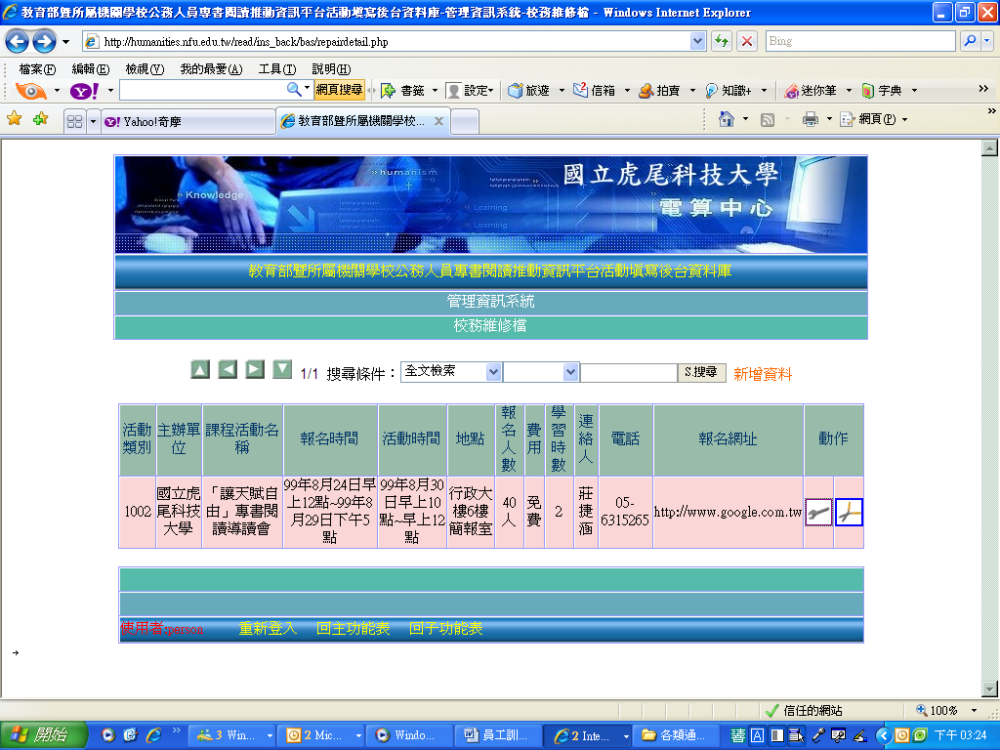 教育部暨所屬機關學校公務人員專書閱讀推動資訊平台活動填寫後台資料庫-管理資訊系統-校務維修檔 - Windows Internet Explorer
http://humanities.nfu.edu.tw/read/ins_back/bas/repairdetail.php
Bing
檔案(F) 編輯(E) 檢視(V) 我的最愛(A) 工具(T) 說明(H)
Y! 網頁搜尋 書籤 設定 旅遊 信箱 拍賣 知識+ 迷你筆 字典 »
Yahoo!奇摩 教育部暨所屬機關學校... 網頁(P) »
humanism
Knowledge
Learning
Learning
國立虎尾科技大學
電算中心
教育部暨所屬機關學校公務人員專書閱讀推動資訊平台活動填寫後台資料庫
管理資訊系統
校務維修檔
1/1 搜尋條件： 全文檢索 S.搜尋 新增資料
活動類別 主辦單位 課程活動名稱 報名時間 活動時間 地點 報名人數 費用 學習時數 連絡人 電話 報名網址 動作
1002 國立虎尾科技大學 「讓天賦自由」專書閱讀導讀會 99年8月24日早上12點~99年8月29日下午5點 99年8月30日早上10點~早上12點 行政大樓6樓簡報室 40人 免費 2 莊捷涵 05-6315265 http://www.google.com.tw
使用者:person 重新登入 回主功能表 回子功能表
信任的網站 100%
開始 » 3 Win... 2 Mic... Windo... 員工訓... 2 Inte... 各類通... 下午 03:24